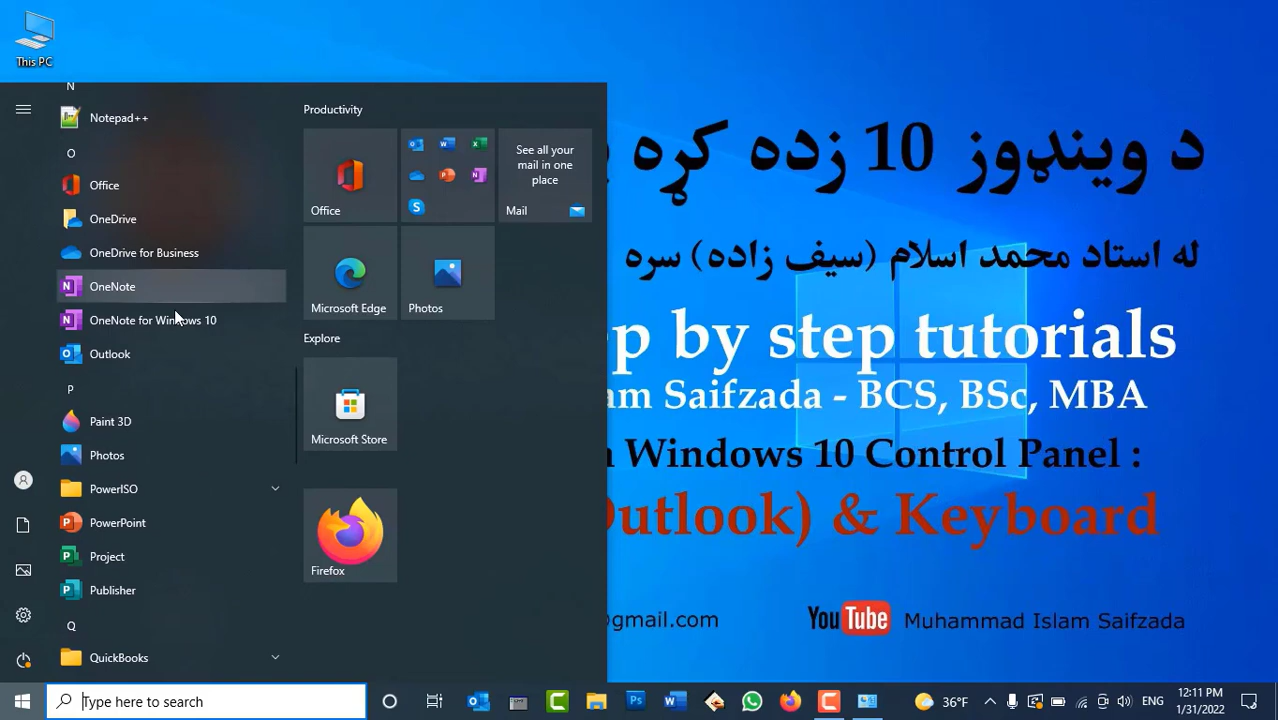 This PC
N
Notepad++
O
Office
OneDrive
OneDrive for Business
OneNote
OneNote for Windows 10
Outlook
P
Paint 3D
Photos
PowerISO
PowerPoint
Project
Publisher
Q
QuickBooks
Productivity
Office
See all your
mail in one
place
Mail
Microsoft Edge
Photos
Explore
Microsoft Store
Firefox
د وینډوز 10 زده کړه
له استاد محمد اسلام (سیف زاده) سره
p by step tutorials
am Saifzada - BCS, BSc, MBA
Windows 10 Control Panel :
Outlook) & Keyboard
@gmail.com
YouTube Muhammad Islam Saifzada
Type here to search
36°F
ENG
12:11 PM
1/31/2022